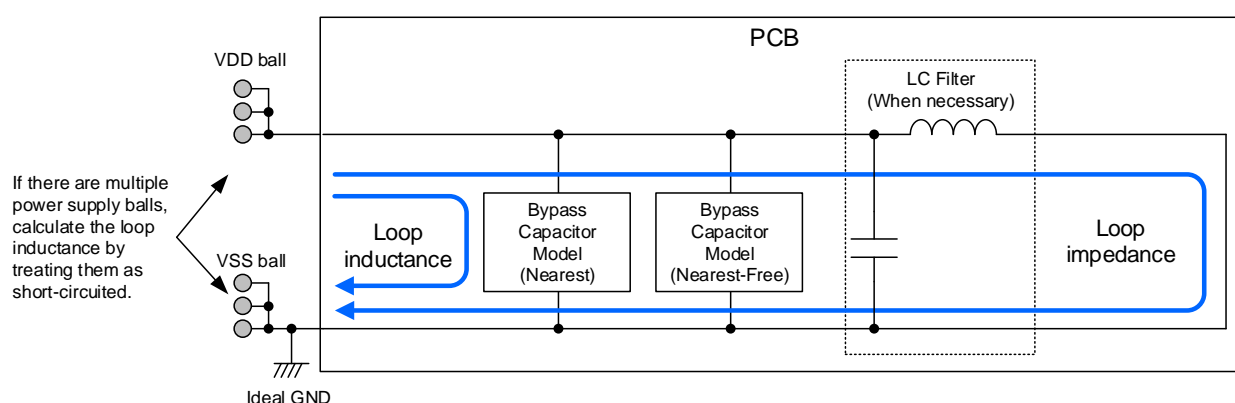 PCB
VDD ball
LC Filter
(When necessary)
If there are multiple
power supply balls,
calculate the loop
inductance by
treating them as
short-circuited.
VSS ball
Loop
inductance
Bypass
Capacitor
Model
(Nearest)
Bypass
Capacitor
Model
(Nearest-Free)
Loop
impedance
Ideal GND